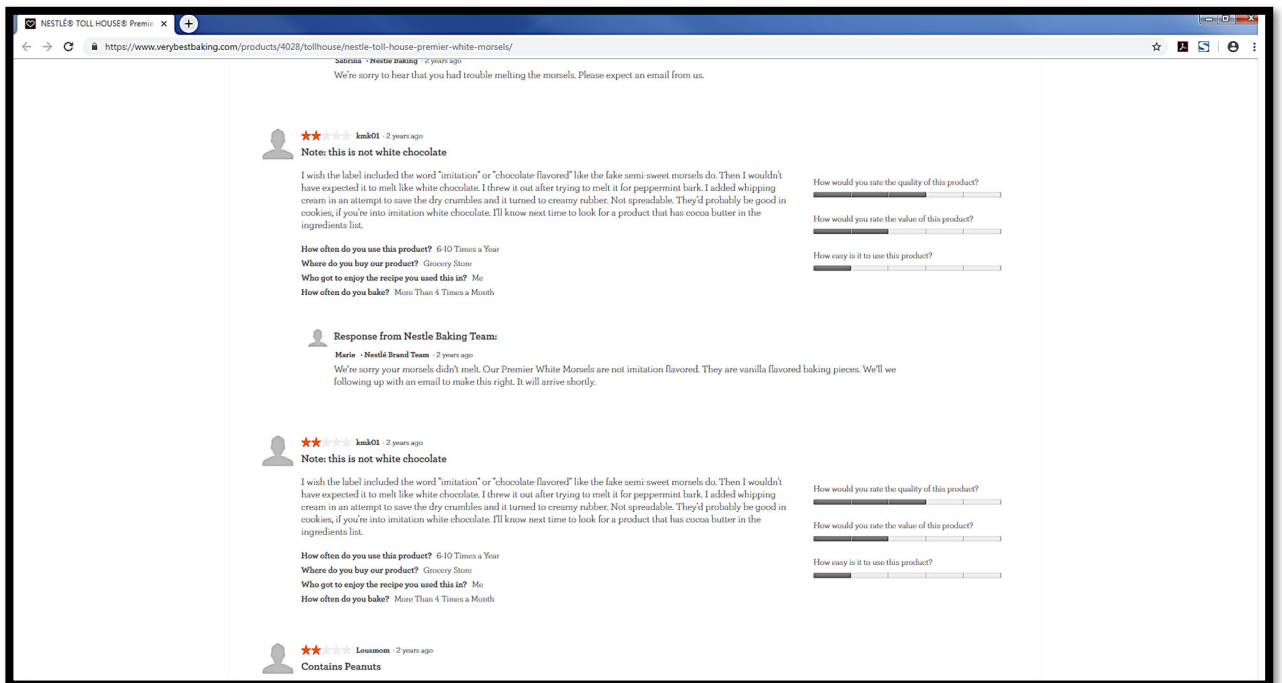 NESTLÉ® TOLL HOUSE® Premie
https://www.verybestbaking.com/products/4028/tollhouse/nestle-toll-house-premier-white-morsels/
Sabrina · Nestle Baking · 2 years ago
We're sorry to hear that you had trouble melting the morsels. Please expect an email from us.
kmk01 · 2 years ago
Note: this is not white chocolate
I wish the label included the word "imitation" or "chocolate-flavored" like the fake semi-sweet morsels do. Then I wouldn't
have expected it to melt like white chocolate. I threw it out after trying to melt it for peppermint bark. I added whipping
cream in an attempt to save the dry crumbles and it turned to creamy rubber. Not spreadable. They'd probably be good in
cookies, if you're into imitation white chocolate. I'll know next time to look for a product that has cocoa butter in the
ingredients list.
How often do you use this product? 6-10 Times a Year
Where do you buy our product? Grocery Store
Who got to enjoy the recipe you used this in? Me
How often do you bake? More Than 4 Times a Month
How would you rate the quality of this product?
How would you rate the value of this product?
How easy is it to use this product?
Response from Nestle Baking Team:
Marie · Nestlé Brand Team · 2 years ago
We're sorry your morsels didn't melt. Our Premier White Morsels are not imitation flavored. They are vanilla flavored baking pieces. We'll we
following up with an email to make this right. It will arrive shortly.
kmk01 · 2 years ago
Note: this is not white chocolate
I wish the label included the word "imitation" or "chocolate-flavored" like the fake semi-sweet morsels do. Then I wouldn't
have expected it to melt like white chocolate. I threw it out after trying to melt it for peppermint bark. I added whipping
cream in an attempt to save the dry crumbles and it turned to creamy rubber. Not spreadable. They'd probably be good in
cookies, if you're into imitation white chocolate. I'll know next time to look for a product that has cocoa butter in the
ingredients list.
How often do you use this product? 6-10 Times a Year
Where do you buy our product? Grocery Store
Who got to enjoy the recipe you used this in? Me
How often do you bake? More Than 4 Times a Month
How would you rate the quality of this product?
How would you rate the value of this product?
How easy is it to use this product?
Lousmom · 2 years ago
Contains Peanuts